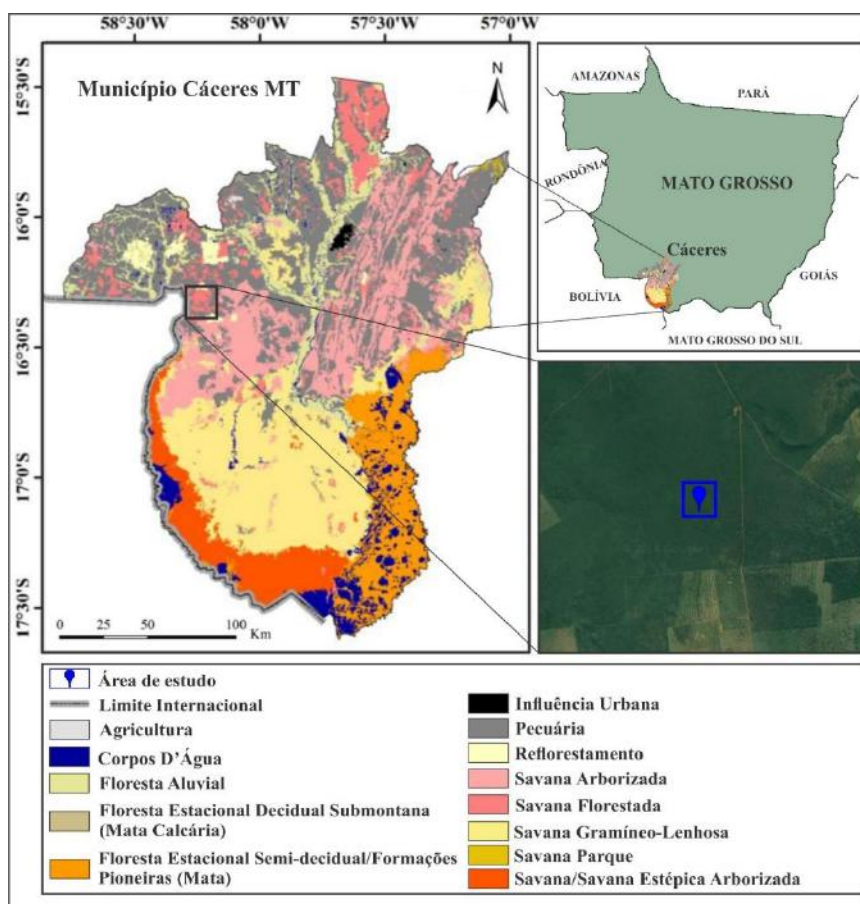 58°30'W 58°00'W 57°30'W 57°0'W
15°30'S
16°0'S
16°30'S
17°0'S
17°30'S
Município Cáceres MT
N
0 25 50 100
Km
AMAZONAS
PARÁ
RONDÔNIA
MATO GROSSO
Cáceres
GOIÁS
BOLÍVIA
MATO GROSSO DO SUL
Área de estudo
Limite Internacional
Agricultura
Corpos D'Água
Floresta Aluvial
Floresta Estacional Decidual Submontana
(Mata Calcária)
Floresta Estacional Semi-decidual/Formações
Pioneiras (Mata)
Influência Urbana
Pecuária
Reflorestamento
Savana Arborizada
Savana Florestada
Savana Gramíneo-Lenhosa
Savana Parque
Savana/Savana Estépica Arborizada